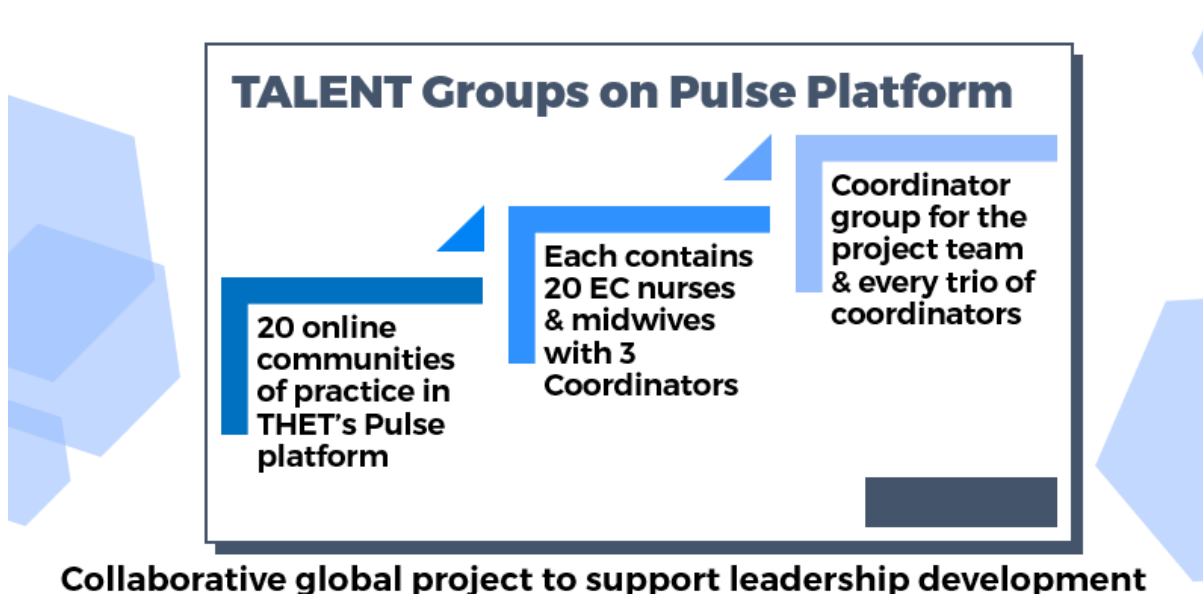 TALENT Groups on Pulse Platform
20 online
communities
of practice in
THET's Pulse
platform
Each contains
20 EC nurses
& midwives
with 3
Coordinators
Coordinator
group for the
project team
& every trio of
coordinators
Collaborative global project to support leadership development